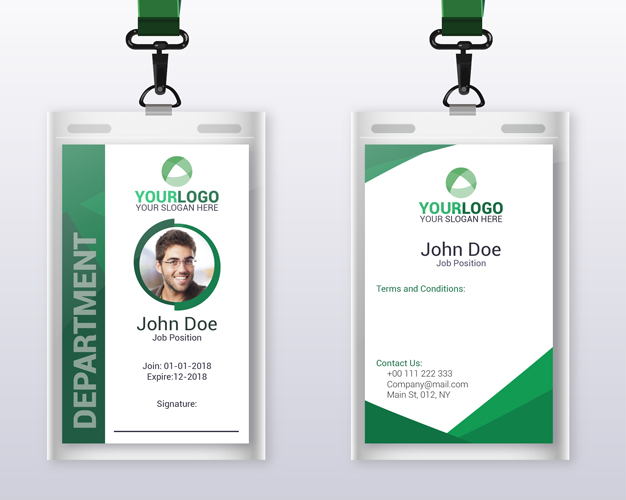 DEPARTMENT
YOURLOGO
YOUR SLOGAN HERE
John Doe
Job Position
Join: 01-01-2018
Expire:12-2018
Signature:
YOURLOGO
YOUR SLOGAN HERE
John Doe
Job Position
Terms and Conditions:
Contact Us:
+00 111 222 333
Company@mail.com
Main St, 012, NY